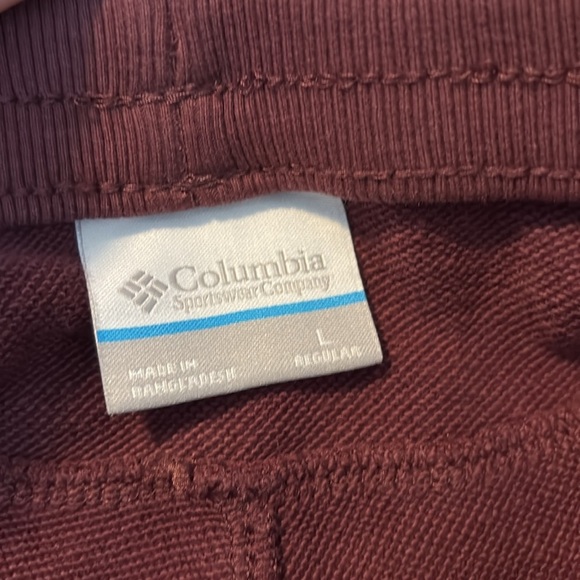 Columbia
Sportswear Company
L
REGULAR
MADE IN
BANGLADESH